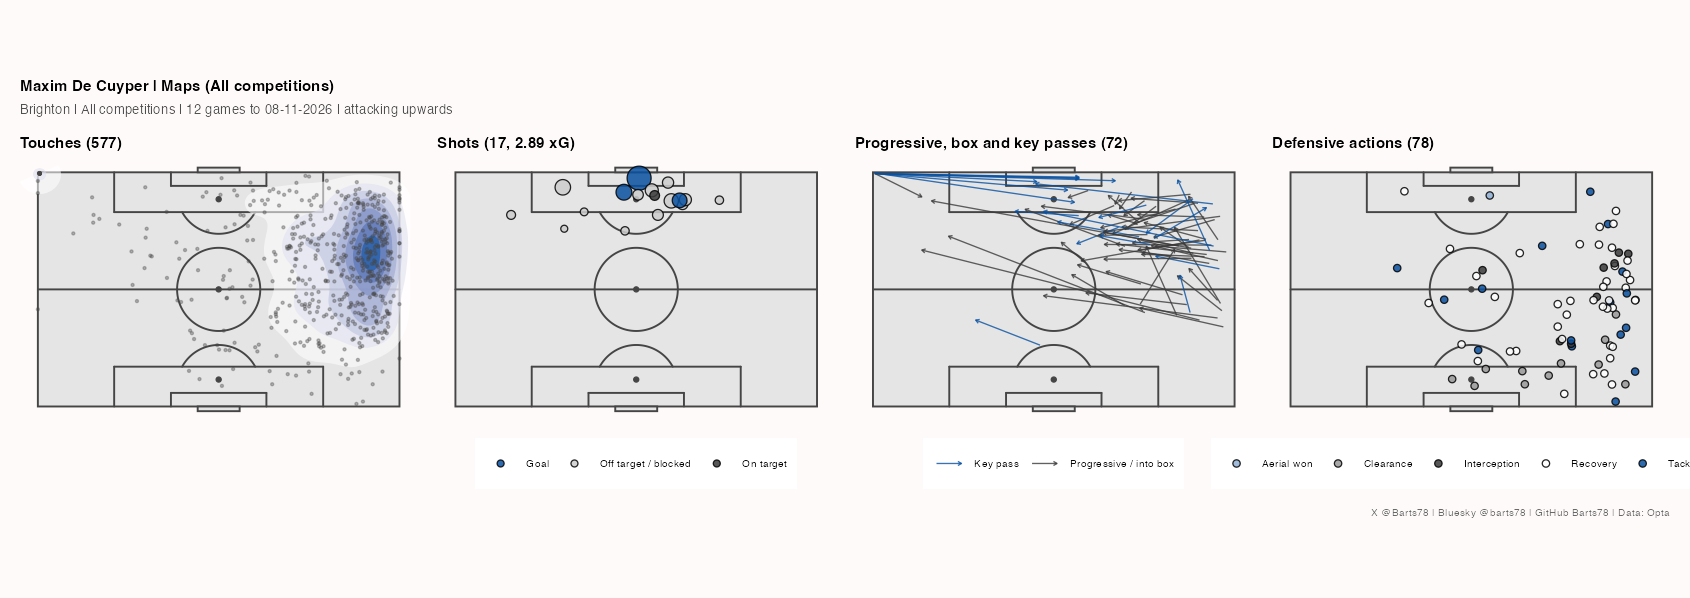 Maxim De Cuyper | Maps (All competitions)
Brighton | All competitions | 12 games to 08-11-2026 | attacking upwards
Touches (577)
Shots (17, 2.89 xG)
Progressive, box and key passes (72)
Defensive actions (78)
Goal Off target / blocked On target
Key pass Progressive / into box
Aerial won Clearance Interception Recovery Tack
X @Barts78 | Bluesky @barts78 | GitHub Barts78 | Data: Opta